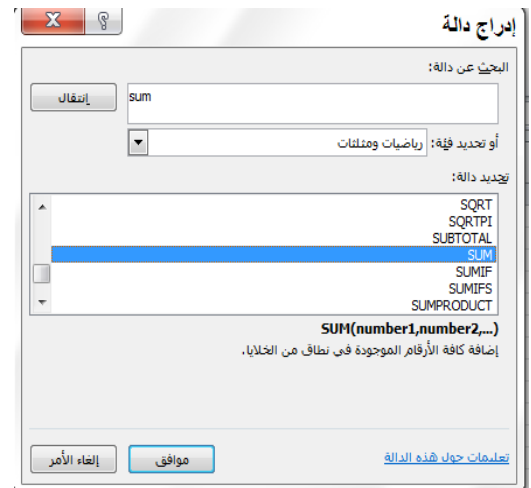 إدراج دالة
البحث عن دالة:
sum
إنتقال
أو تحديد فئة: رياضيات ومثلثات
تحديد دالة:
SQRT
SQRTPI
SUBTOTAL
SUM
SUMIF
SUMIFS
SUMPRODUCT
SUM(number1,number2,...)
إضافة كافة الأرقام الموجودة في نطاق من الخلايا.
تعليمات حول هذه الدالة
موافق
إلغاء الأمر